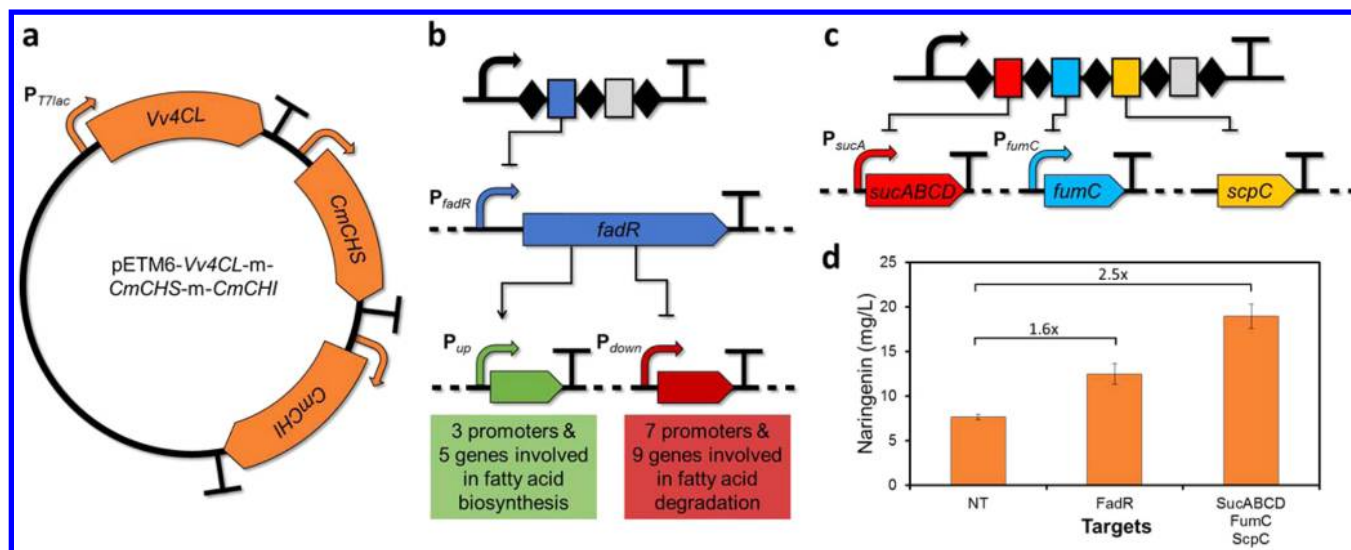 a
P T7lac
Vv4CL
CmCHS
CmCHI
pETM6-Vv4CL-m-
CmCHS-m-CmCHI
b
P fadR
fadR
P up
P down
3 promoters &
5 genes involved
in fatty acid
biosynthesis
7 promoters &
9 genes involved
in fatty acid
degradation
c
P sucA
P fumC
sucABCD
fumC
scpC
d
Naringenin (mg/L)
25
20
15
10
5
0
2.5x
1.6x
NT
FadR
SucABCD
FumC
ScpC
Targets